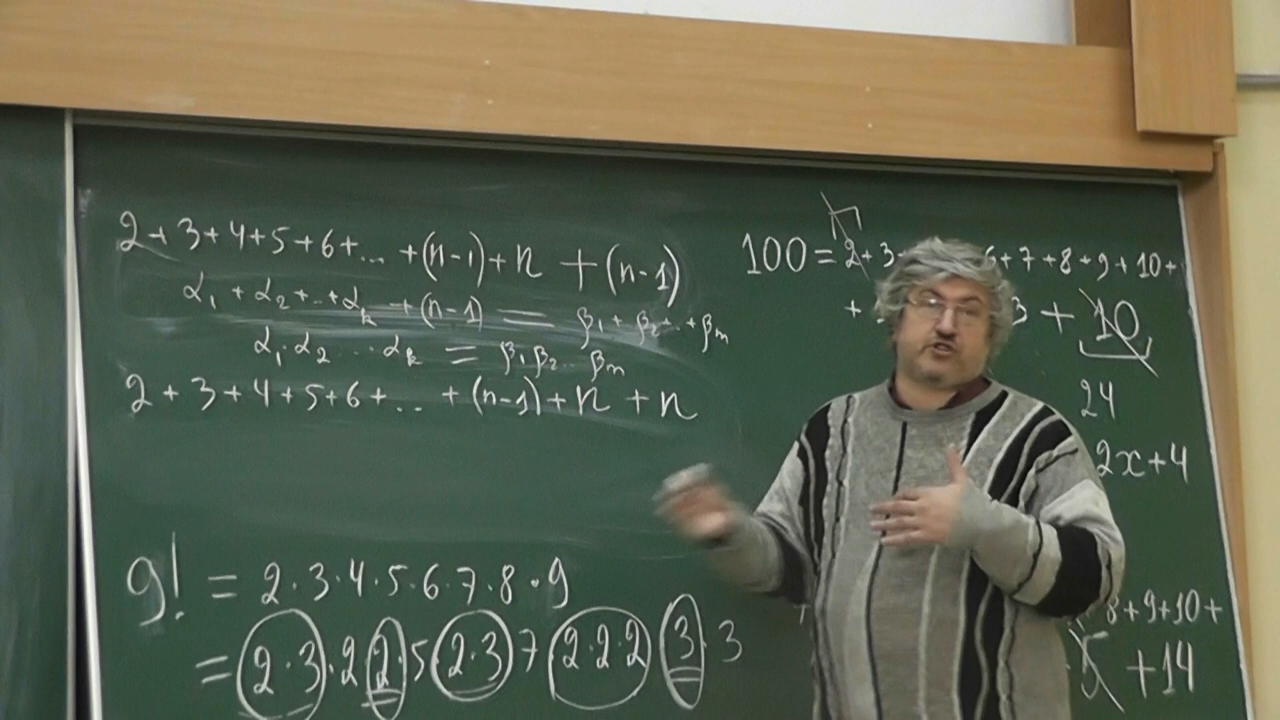 2+3+4+5+6+... +(n-1)+n +(n-1)
α₁+α₂+...+αₖ+(n-1) = β₁+β₂+...+βₘ
α₁·α₂...αₖ = β₁β₂...βₘ
2+3+4+5+6+... +(n-1)+n+n
9! = 2·3·4·5·6·7·8·9
= 2·3·2·2·5·2·3·7 2·2·2·3·3
100=2+3 6+7+8+9+10+
+ 3+10
24
2x+4
8+9+10+
5 +14